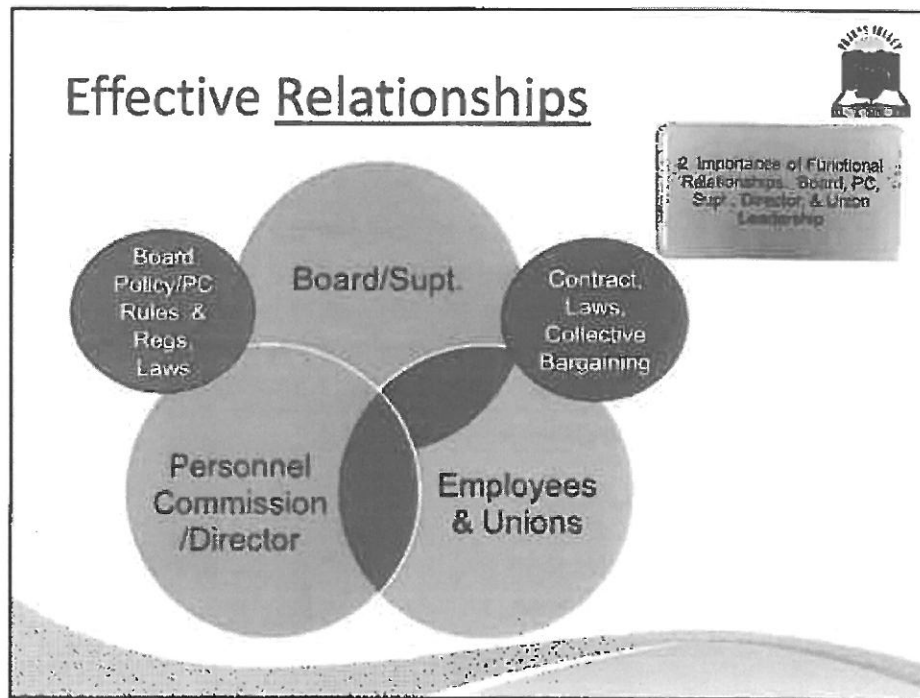 Effective Relationships
2 Importance of Functional
Relationships. Board, PC,
Supt., Director, & Union
Leadership
Board
Policy/PC
Rules &
Regs
Laws
Board/Supt.
Contract,
Laws,
Collective
Bargaining
Personnel
Commission
/Director
Employees
& Unions